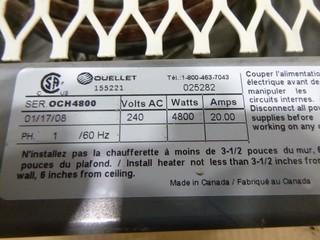 OUELLET
155221
Tél.:1-800-463-7043
025282
SER. OCH4800
Volts AC
Watts
Amps
01/17/08
240
4800
20.00
PH. 1 /60 Hz
Couper l'alimentatio
électrique avant de
manipuler les
circuits internes.
Disconnect all pow
supplies before
working on any
N'installez pas la chaufferette à moins de 3-1/2 pouces du mur, 6
pouces du plafond. / Install heater not less than 3-1/2 inches from
wall, 6 inches from ceiling.
Made in Canada / Fabriqué au Canada